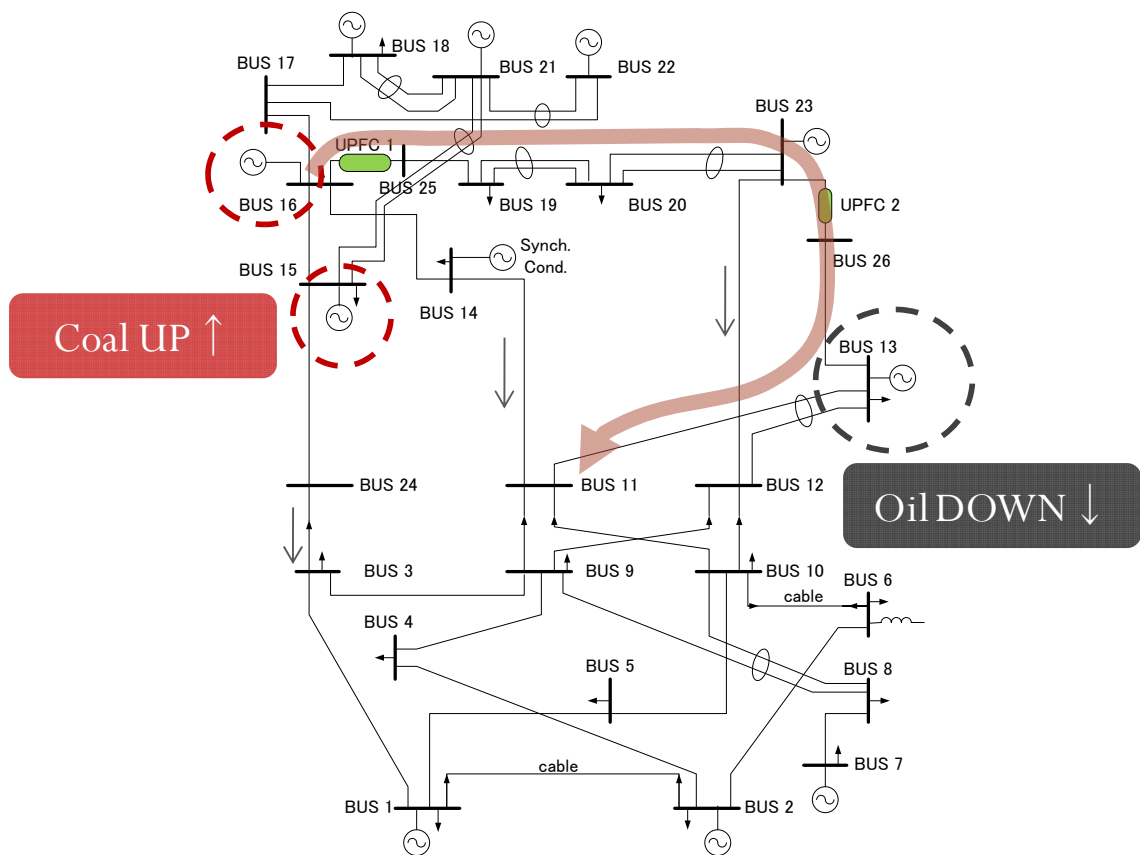 BUS 18
BUS 17
BUS 21
BUS 22
BUS 23
UPFC 1
BUS 25
BUS 16
BUS 19
BUS 20
UPFC 2
Synch.
Cond.
BUS 26
BUS 15
BUS 14
Coal UP ↑
BUS 13
BUS 24
BUS 11
BUS 12
Oil DOWN ↓
BUS 3
BUS 9
BUS 10
BUS 6
cable
BUS 4
BUS 5
BUS 8
cable
BUS 7
BUS 1
BUS 2